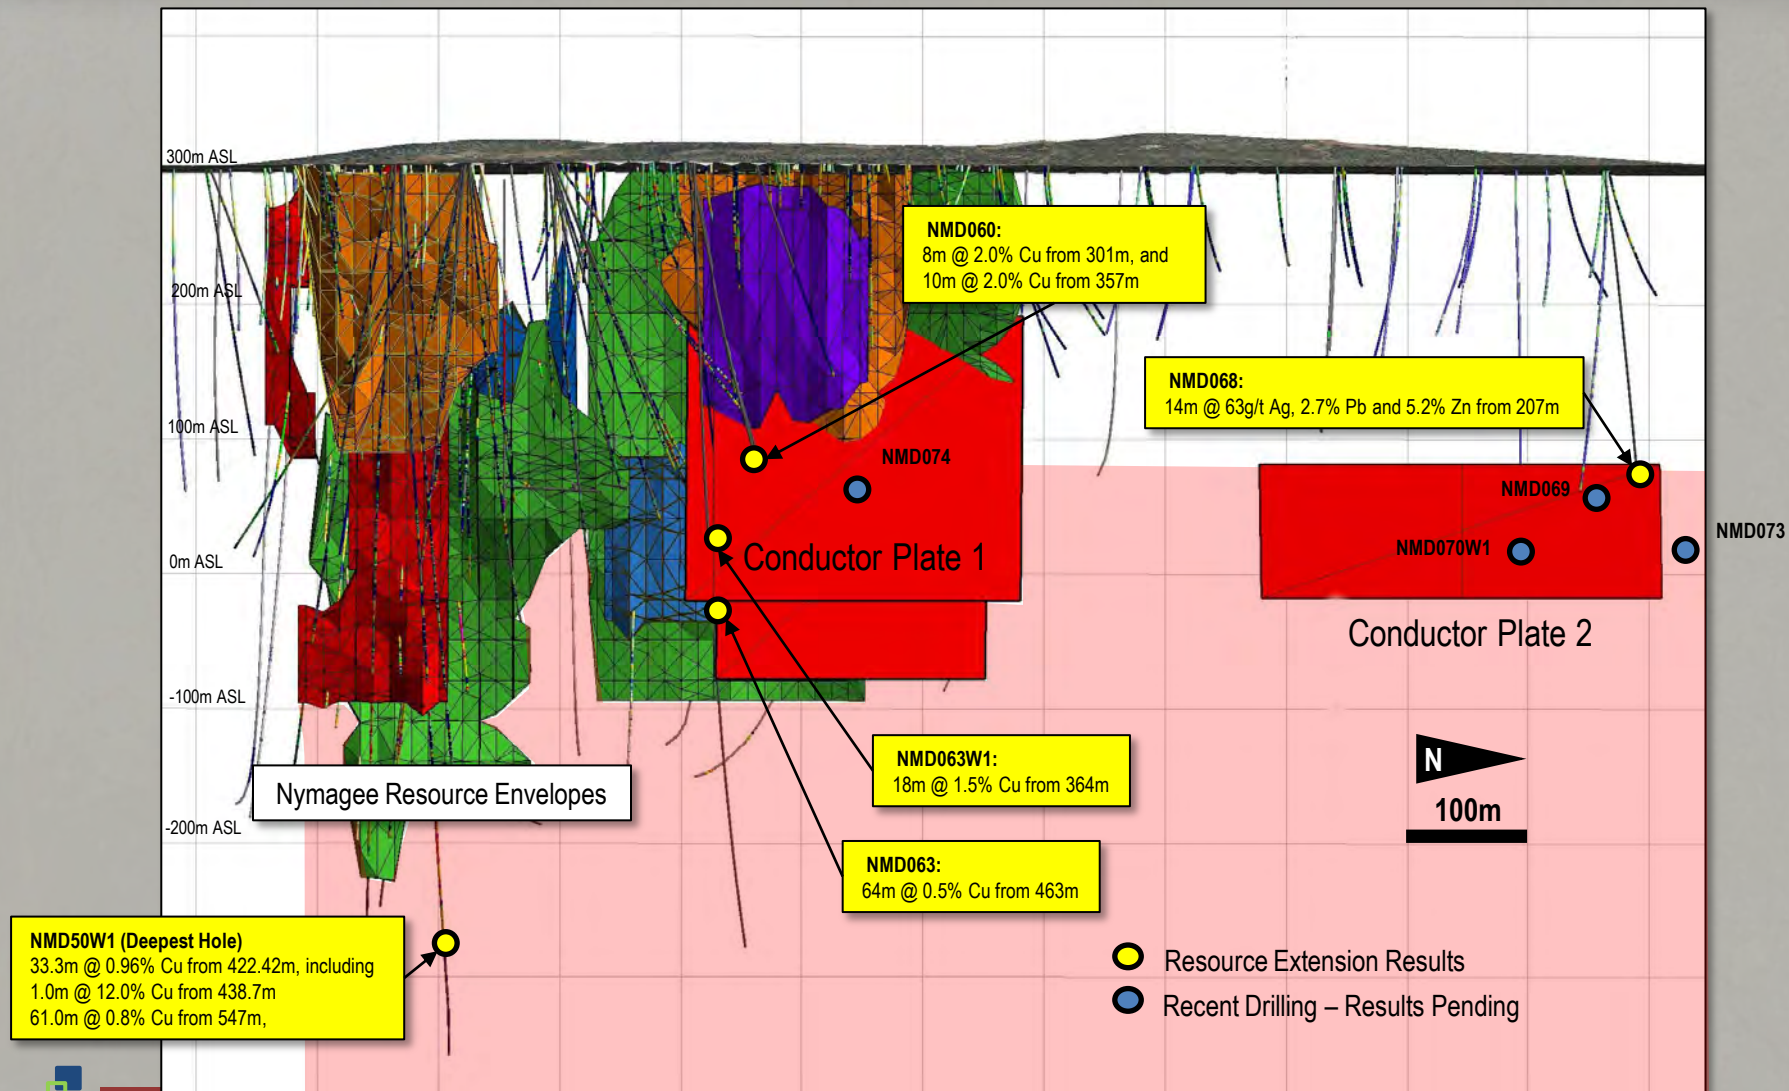 300m ASL
200m ASL
100m ASL
0m ASL
-100m ASL
-200m ASL
NMD060:
8m @ 2.0% Cu from 301m, and
10m @ 2.0% Cu from 357m
NMD068:
14m @ 63g/t Ag, 2.7% Pb and 5.2% Zn from 207m
NMD074
NMD069
NMD070W1
NMD073
Conductor Plate 1
Conductor Plate 2
NMD063W1:
18m @ 1.5% Cu from 364m
N
100m
Nymagee Resource Envelopes
NMD063:
64m @ 0.5% Cu from 463m
NMD50W1 (Deepest Hole)
33.3m @ 0.96% Cu from 422.42m, including
1.0m @ 12.0% Cu from 438.7m
61.0m @ 0.8% Cu from 547m,
Resource Extension Results
Recent Drilling – Results Pending